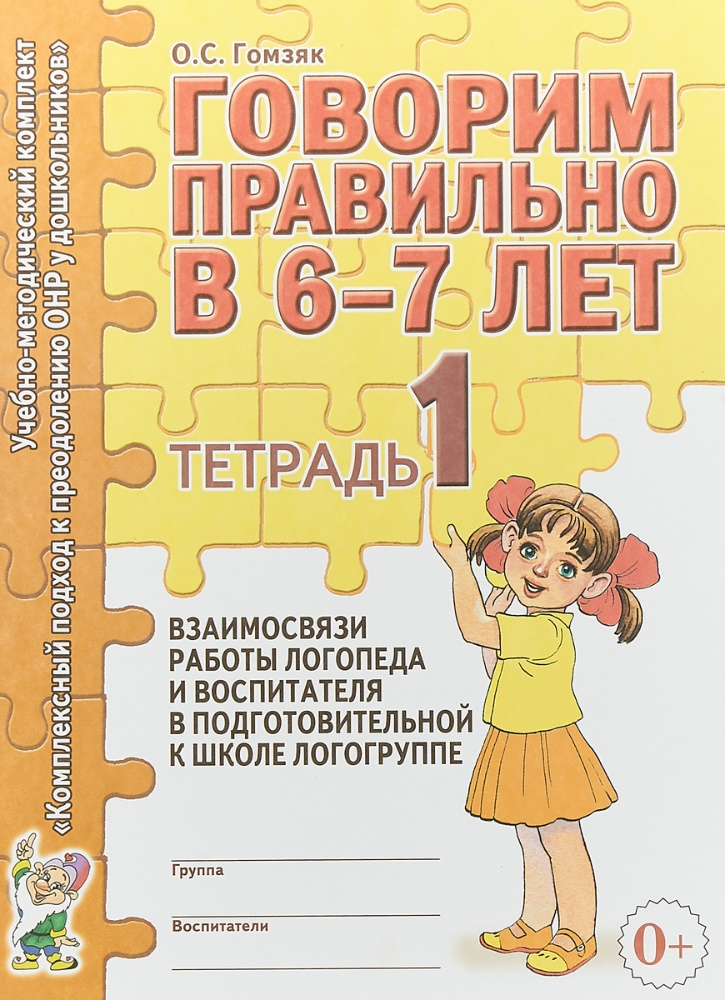 Учебно-методический комплект
«Комплексный подход к преодолению ОНР у дошкольников»
О.С. Гомзяк
ГОВОРИМ
ПРАВИЛЬНО
В 6–7 ЛЕТ
ТЕТРАДЬ 1
ВЗАИМОСВЯЗИ
РАБОТЫ ЛОГОПЕДА
И ВОСПИТАТЕЛЯ
В ПОДГОТОВИТЕЛЬНОЙ
К ШКОЛЕ ЛОГОГРУППЕ
Группа
Воспитатели
0+